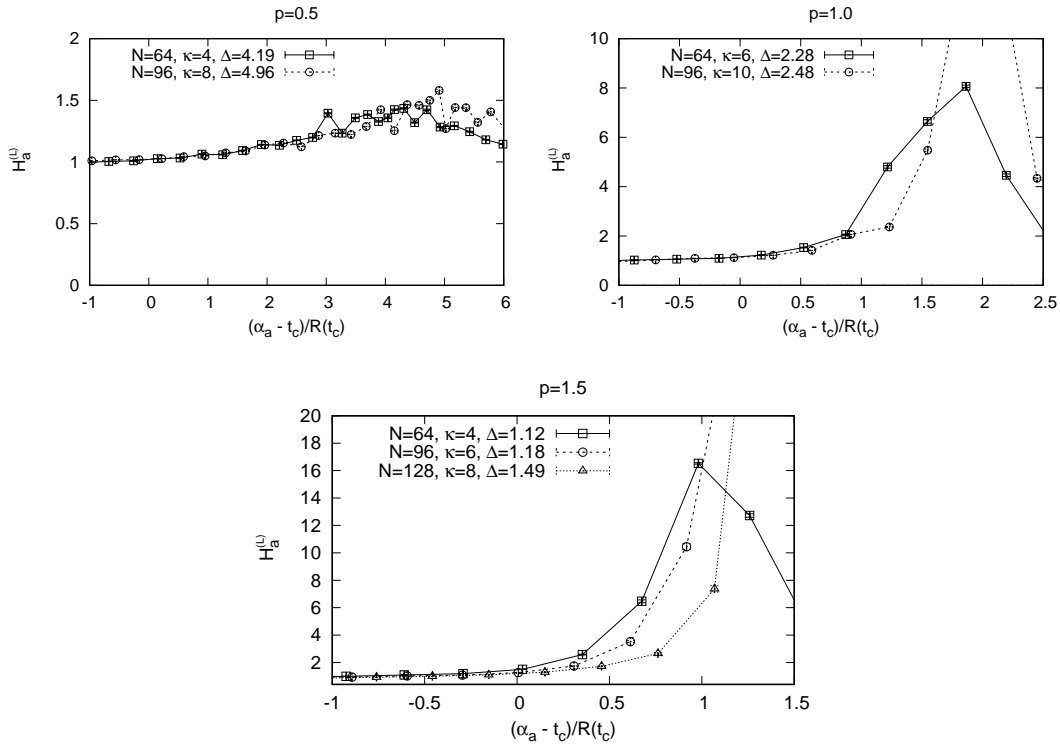 p=0.5
N=64, κ=4, Δ=4.19
N=96, κ=8, Δ=4.96
2
1.5
1
0.5
0
-1 0 1 2 3 4 5 6
H_a^(L)
(α_a - t_c)/R(t_c)
p=1.0
N=64, κ=6, Δ=2.28
N=96, κ=10, Δ=2.48
10
8
6
4
2
0
-1 -0.5 0 0.5 1 1.5 2 2.5
H_a^(L)
(α_a - t_c)/R(t_c)
p=1.5
N=64, κ=4, Δ=1.12
N=96, κ=6, Δ=1.18
N=128, κ=8, Δ=1.49
20
18
16
14
12
10
8
6
4
2
-1 -0.5 0 0.5 1 1.5
H_a^(L)
(α_a - t_c)/R(t_c)